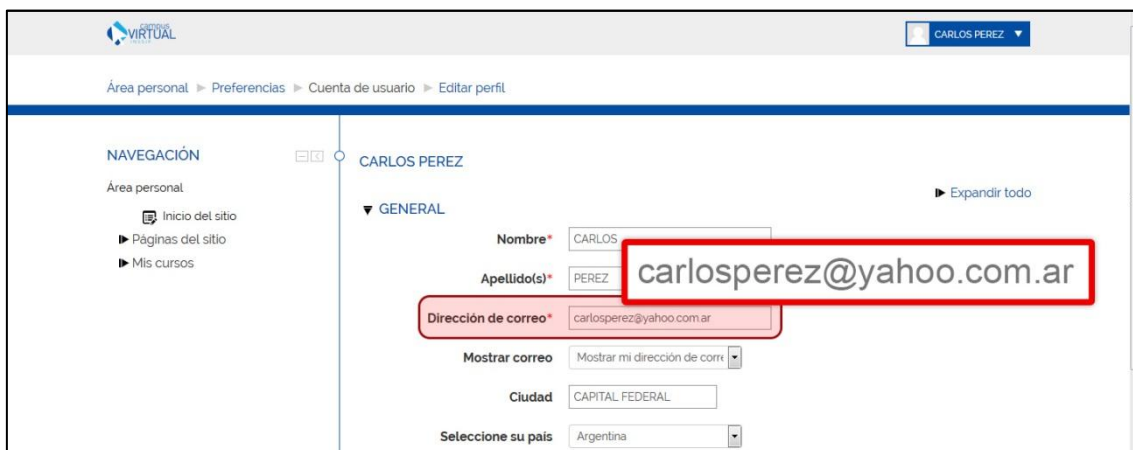 campus
VIRTUAL
CARLOS PEREZ
Área personal Preferencias Cuenta de usuario Editar perfil
NAVEGACIÓN
Área personal
Inicio del sitio
Páginas del sitio
Mis cursos
CARLOS PEREZ
Expandir todo
GENERAL
Nombre* CARLOS
Apellido(s)* PEREZ
carlosperez@yahoo.com.ar
Dirección de correo* carlosperez@yahoo.com.ar
Mostrar correo Mostrar mi dirección de corre
Ciudad CAPITAL FEDERAL
Seleccione su país Argentina